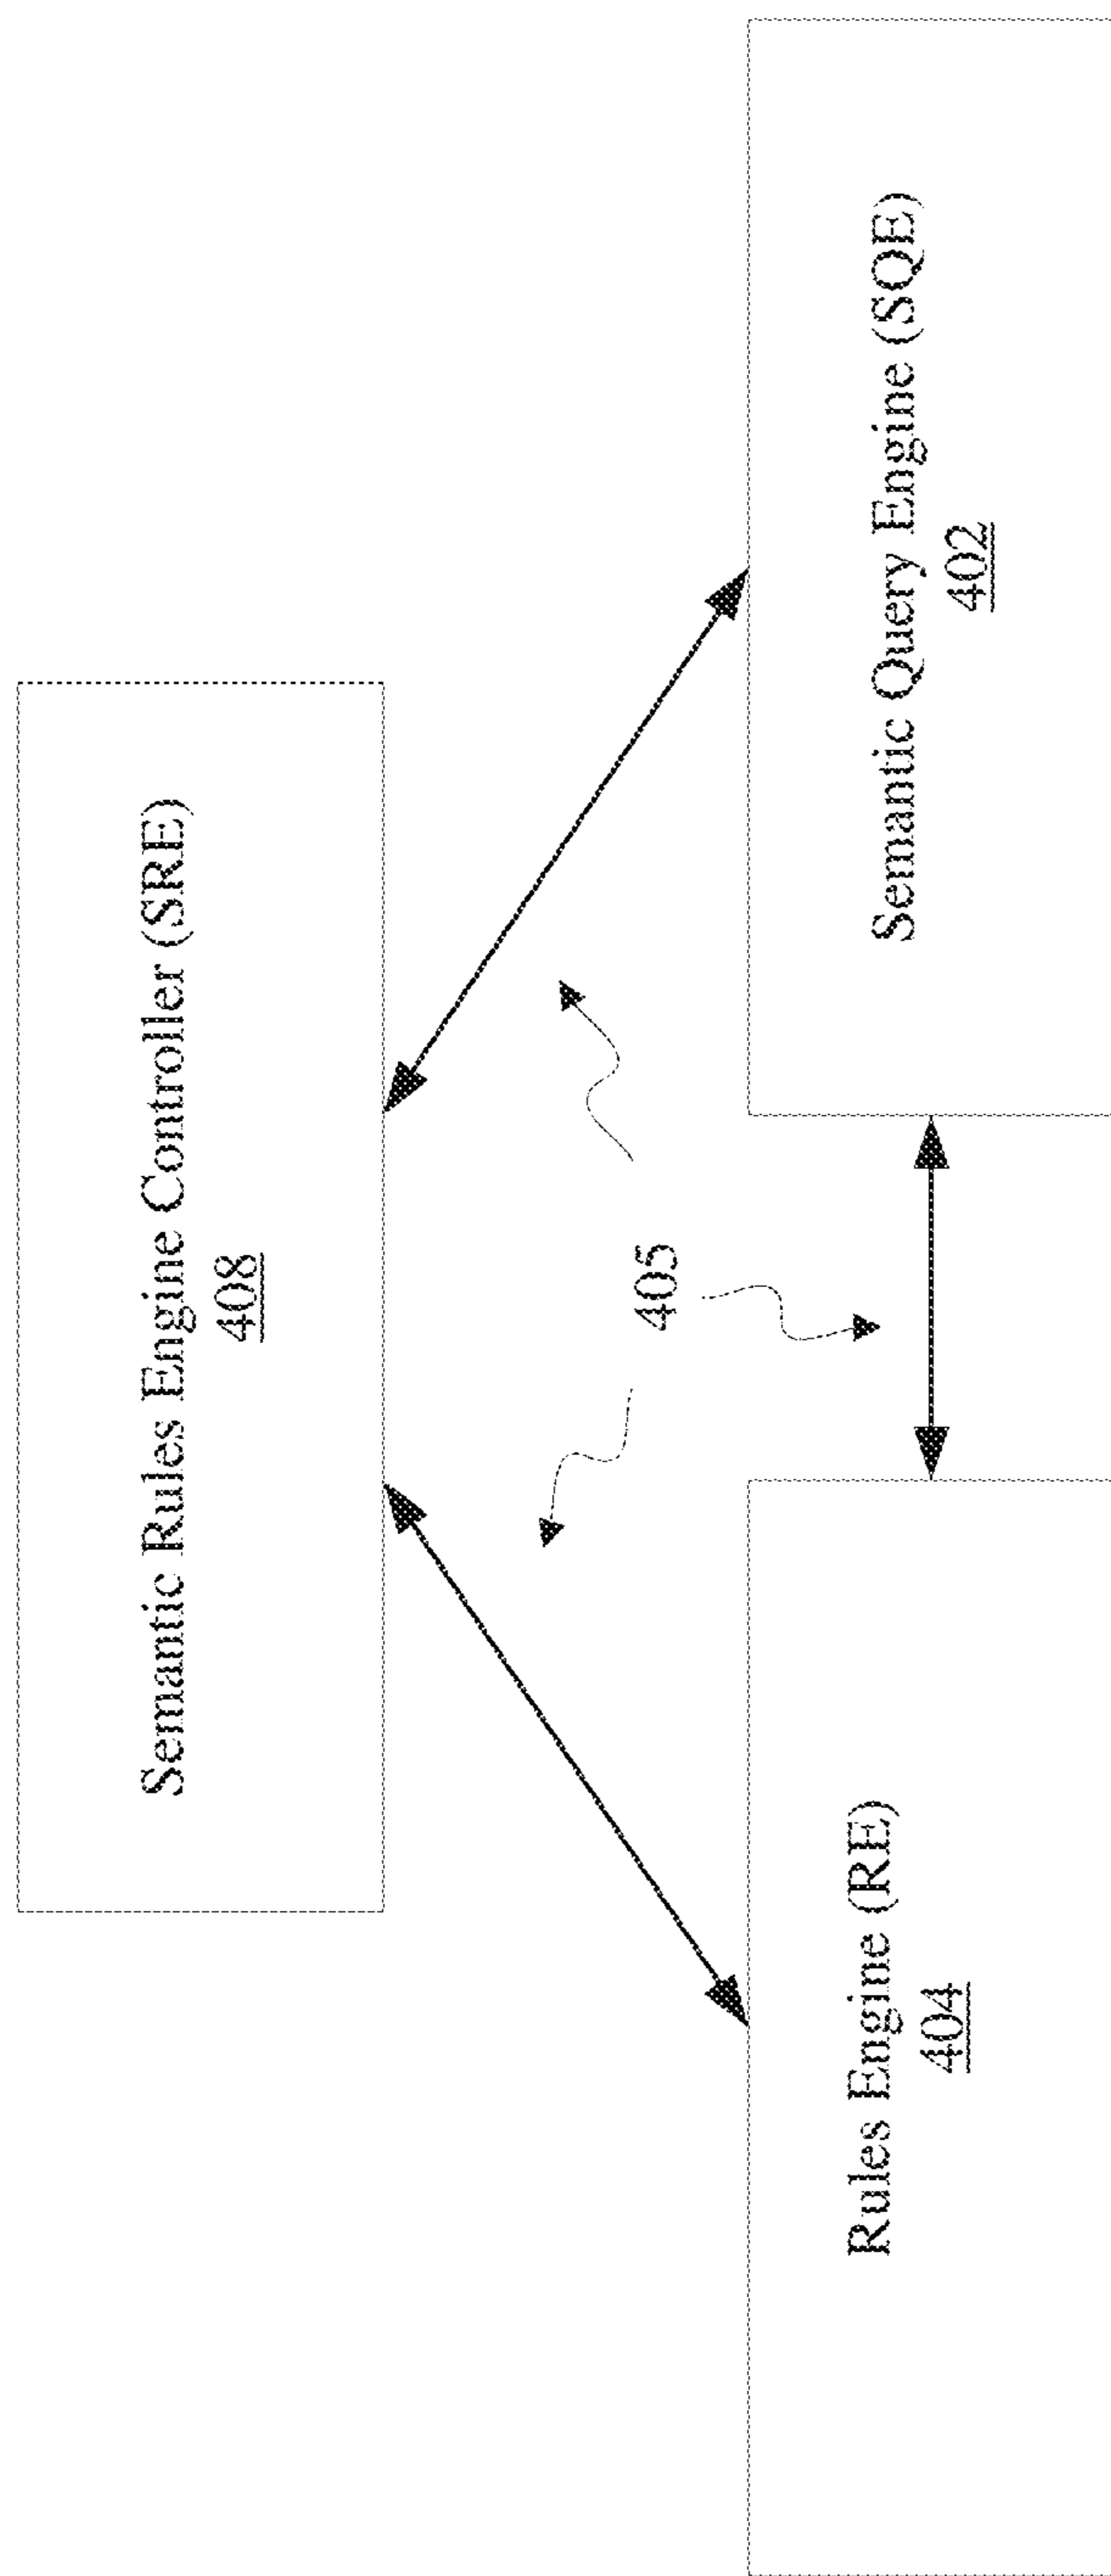 Semantic Rules Engine Controller (SRE)
408
405
Rules Engine (RE)
404
Semantic Query Engine (SQE)
402